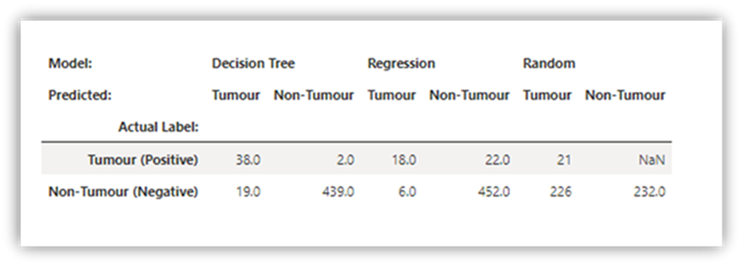 Model: Decision Tree Regression Random
Predicted: Tumour Non-Tumour Tumour Non-Tumour Tumour Non-Tumour
Actual Label:
Tumour (Positive) 38.0 2.0 18.0 22.0 21 NaN
Non-Tumour (Negative) 19.0 439.0 6.0 452.0 226 232.0